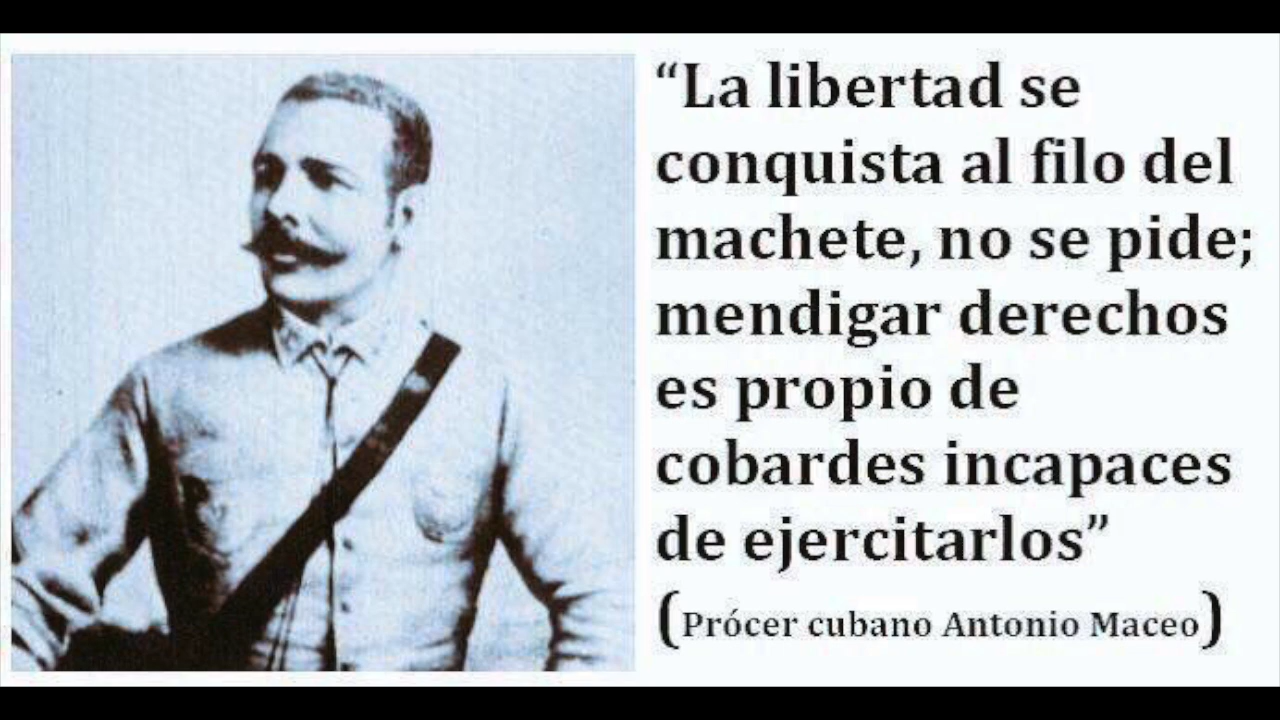 “La libertad se
conquista al filo del
machete, no se pide;
mendigar derechos
es propio de
cobardes incapaces
de ejercitarlos”
(Prócer cubano Antonio Maceo)